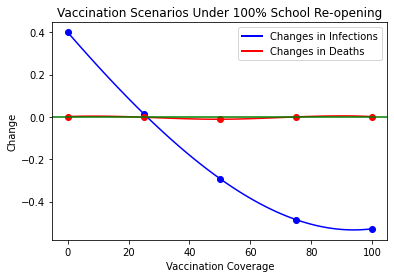 Vaccination Scenarios Under 100% School Re-opening
Changes in Infections
Changes in Deaths
0.4
0.2
0.0
−0.2
−0.4
Change
0 20 40 60 80 100
Vaccination Coverage